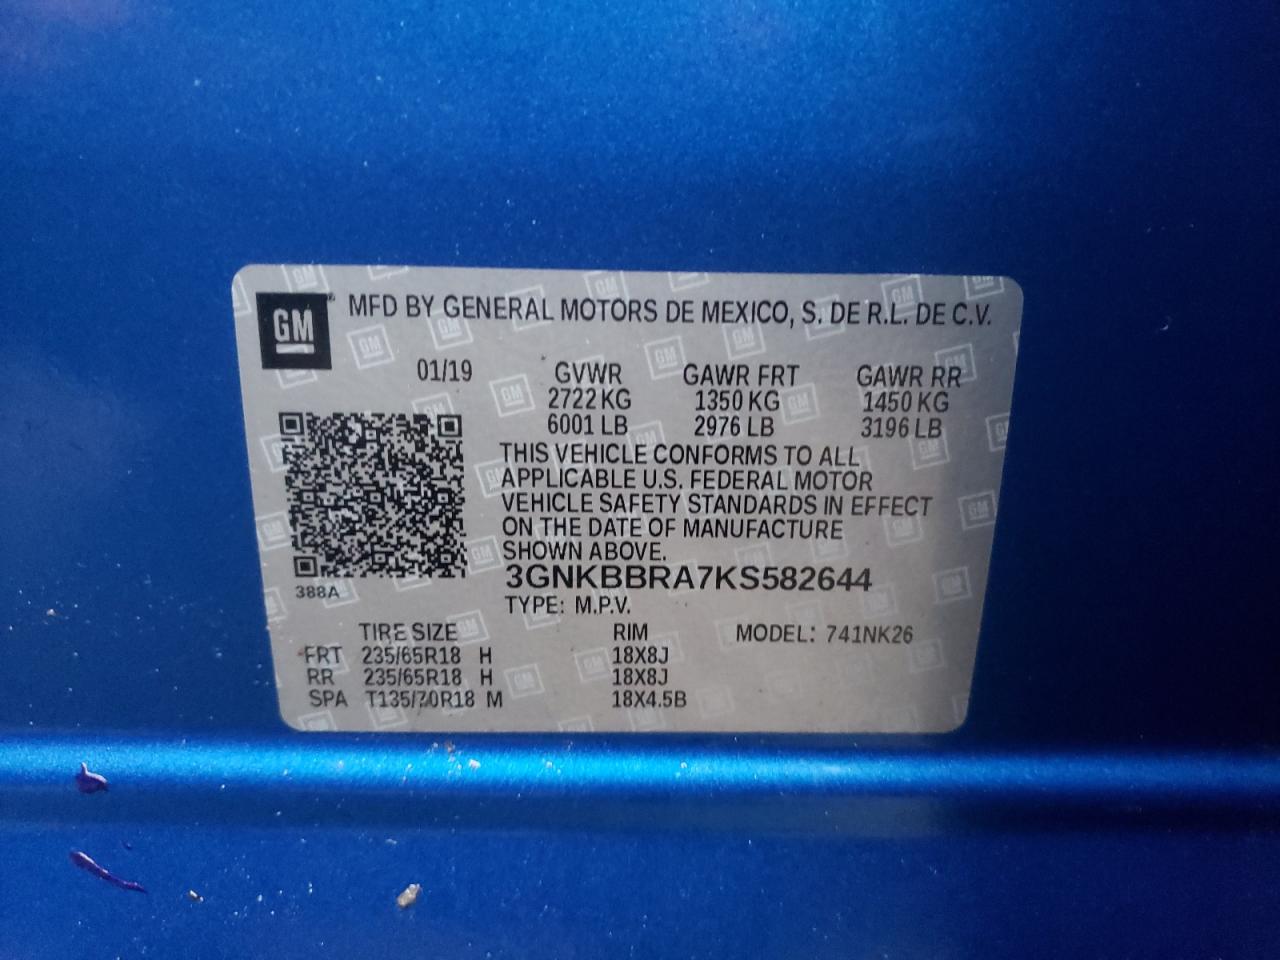 GM MFD BY GENERAL MOTORS DE MEXICO, S. DE R.L. DE C.V.
01/19 GVWR GAWR FRT GAWR RR
2722 KG 1350 KG 1450 KG
6001 LB 2976 LB 3196 LB
THIS VEHICLE CONFORMS TO ALL
APPLICABLE U.S. FEDERAL MOTOR
VEHICLE SAFETY STANDARDS IN EFFECT
ON THE DATE OF MANUFACTURE
SHOWN ABOVE.
3GNKBBRA7KS582644
388A
TYPE: M.P.V.
TIRE SIZE RIM MODEL: 741NK26
FRT 235/65R18 H 18X8J
RR 235/65R18 H 18X8J
SPA T135/70R18 M 18X4.5B